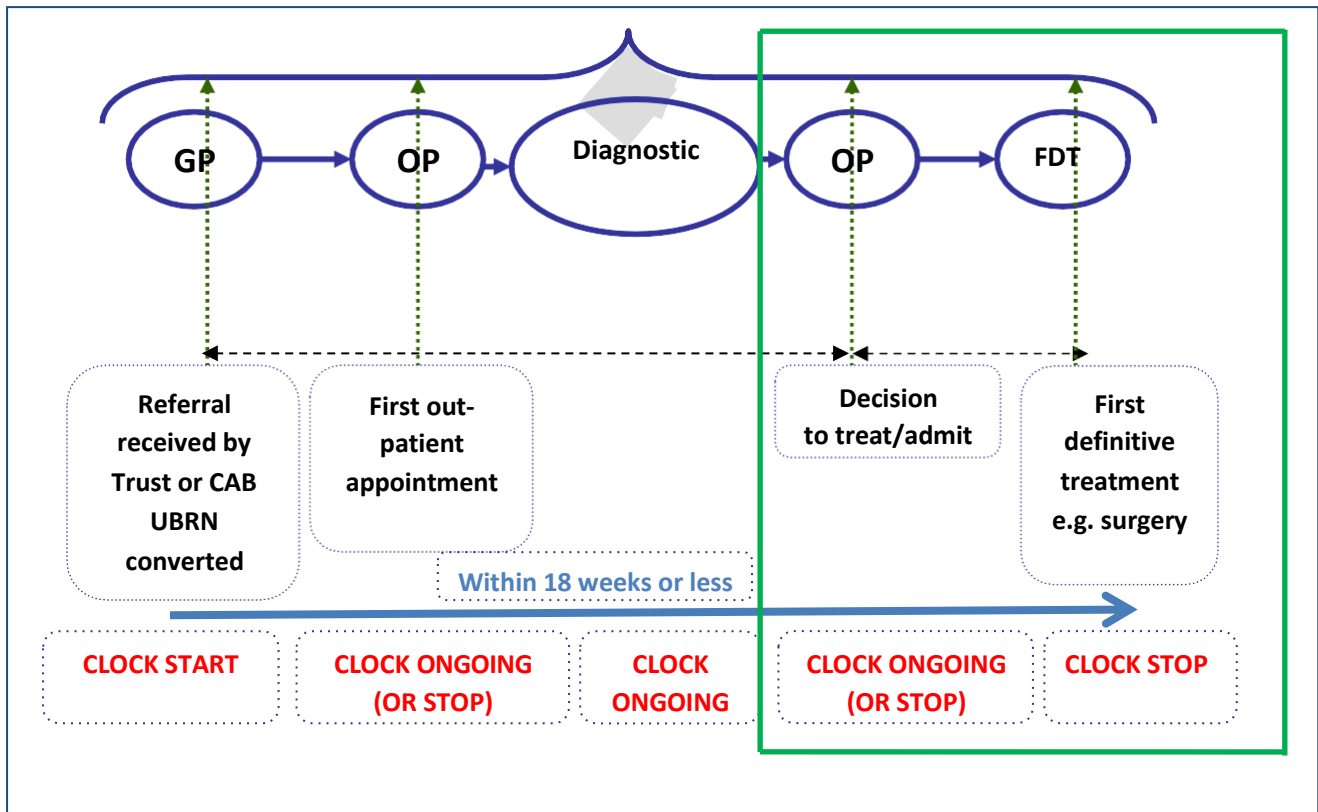 GP
OP
Diagnostic
OP
FDT
Referral
received by
Trust or CAB
UBRN
converted
First out-
patient
appointment
Decision
to treat/admit
First
definitive
treatment
e.g. surgery
Within 18 weeks or less
CLOCK START
CLOCK ONGOING
(OR STOP)
CLOCK
ONGOING
CLOCK ONGOING
(OR STOP)
CLOCK STOP